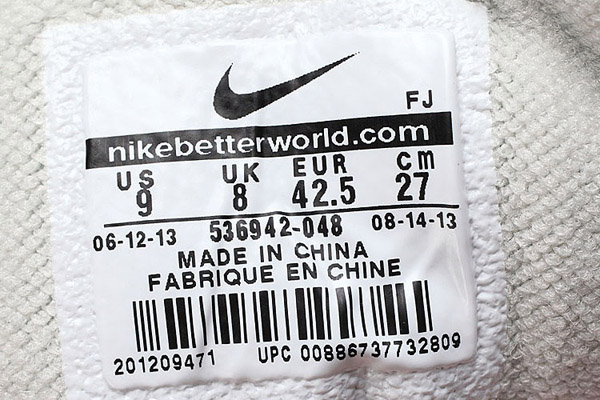 FJ
nikebetterworld.com
US UK EUR cm
9 8 42.5 27
06-12-13 536942-048 08-14-13
MADE IN CHINA
FABRIQUE EN CHINE
201209471 UPC 00886737732809